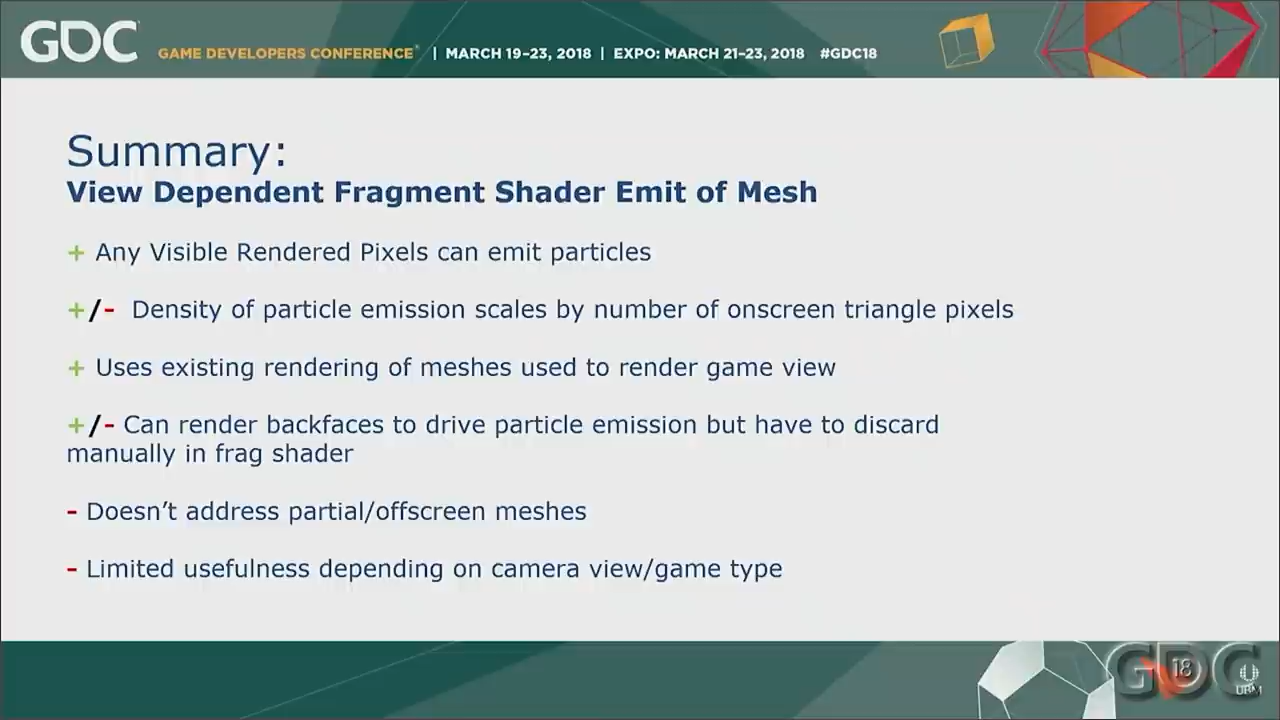 GDC GAME DEVELOPERS CONFERENCE | MARCH 19–23, 2018 | EXPO: MARCH 21–23, 2018 #GDC18
Summary:
View Dependent Fragment Shader Emit of Mesh
+ Any Visible Rendered Pixels can emit particles
+/- Density of particle emission scales by number of onscreen triangle pixels
+ Uses existing rendering of meshes used to render game view
+/- Can render backfaces to drive particle emission but have to discard
manually in frag shader
- Doesn’t address partial/offscreen meshes
- Limited usefulness depending on camera view/game type
GDC 18
UBM